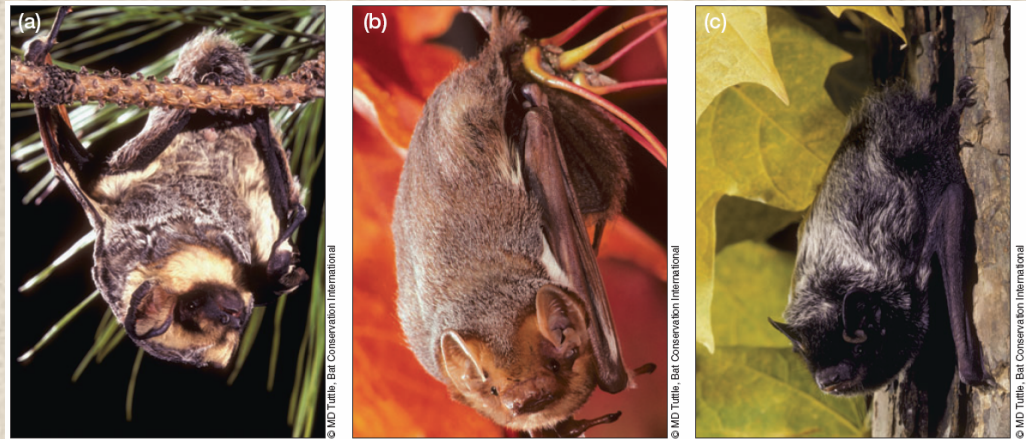 (a)
© MD Tuttle, Bat Conservation International
(b)
© MD Tuttle, Bat Conservation International
(c)
© MD Tuttle, Bat Conservation International